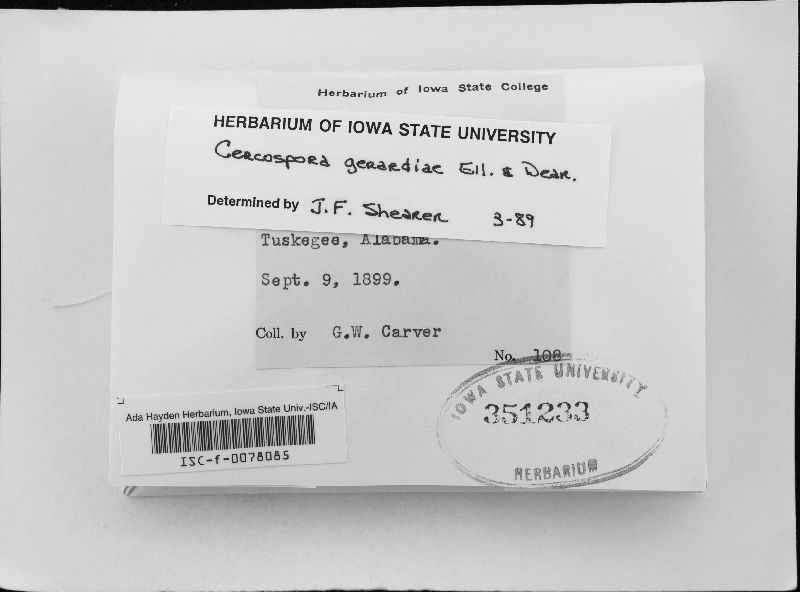 Herbarium of Iowa State College
HERBARIUM OF IOWA STATE UNIVERSITY
Cercospora gerardiae Ell. & Dear.
Determined by J.F. Shearer 3-89
Tuskegee, Alabama.
Sept. 9, 1899.
Coll. by G.W. Carver
No. 108
IOWA STATE UNIVERSITY
351233
HERBARIUM
Ada Hayden Herbarium, Iowa State Univ.-ISC/IA
ISC-f-0078085